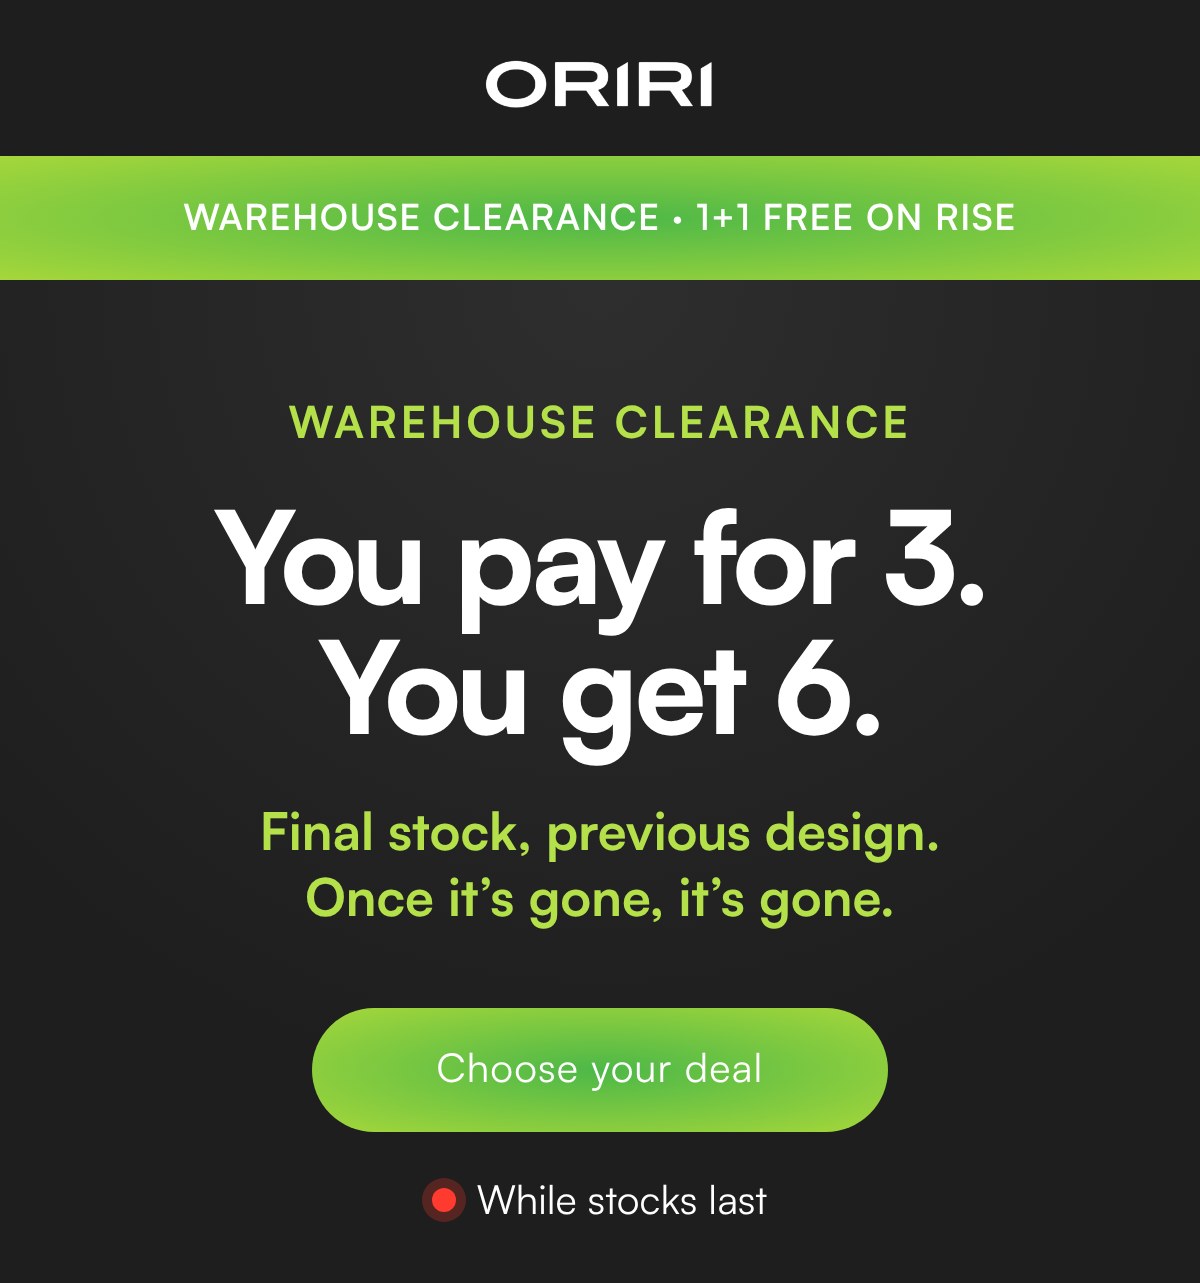 ORIRI
WAREHOUSE CLEARANCE · 1+1 FREE ON RISE
WAREHOUSE CLEARANCE
You pay for 3.
You get 6.
Final stock, previous design.
Once it’s gone, it’s gone.
Choose your deal
While stocks last